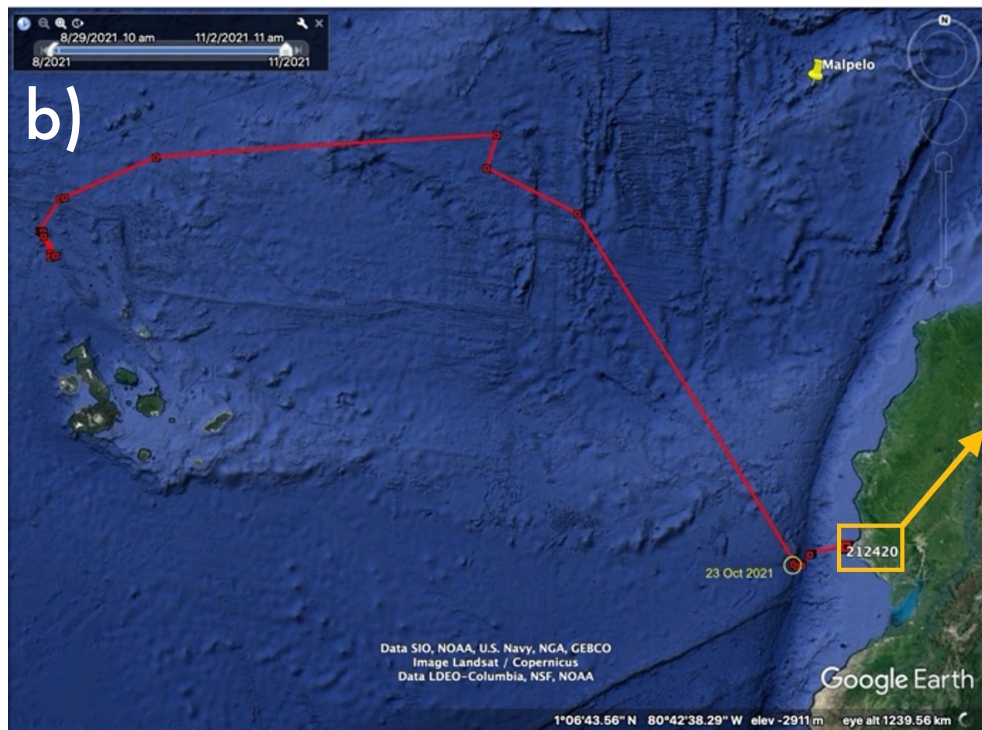 8/29/2021 10 am 11/2/2021 11 am
8/2021 11/2021
N
Malpelo
b)
212420
23 Oct 2021
Data SIO, NOAA, U.S. Navy, NGA, GEBCO
Image Landsat / Copernicus
Data LDEO-Columbia, NSF, NOAA
Google Earth
1°06'43.56" N 80°42'38.29" W elev -2911 m eye alt 1239.56 km